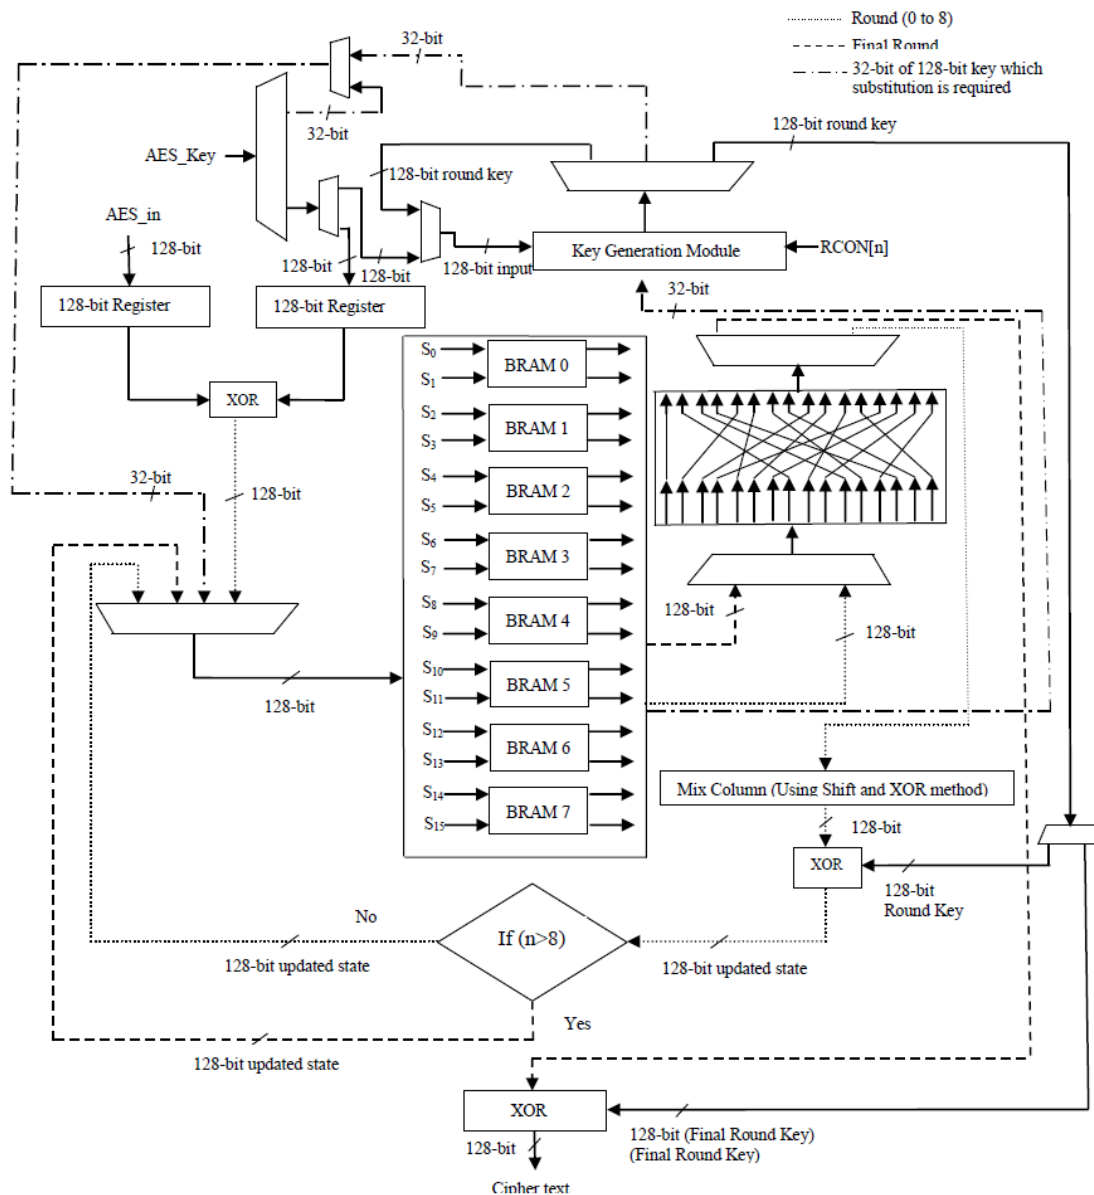 Round (0 to 8)
Final Round
32-bit of 128-bit key which
substitution is required
32-bit
32-bit
128-bit round key
AES_Key
128-bit round key
AES_in
128-bit
128-bit
128-bit
128-bit input
Key Generation Module
RCON[n]
32-bit
128-bit Register
128-bit Register
XOR
S0
S1
BRAM 0
S2
S3
BRAM 1
S4
S5
BRAM 2
S6
S7
BRAM 3
S8
S9
BRAM 4
S10
S11
BRAM 5
S12
S13
BRAM 6
S14
S15
BRAM 7
32-bit
128-bit
128-bit
128-bit
128-bit
Mix Column (Using Shift and XOR method)
128-bit
XOR
128-bit
Round Key
No
If (n>8)
128-bit updated state
128-bit updated state
Yes
128-bit updated state
XOR
128-bit (Final Round Key)
(Final Round Key)
128-bit
Cipher text